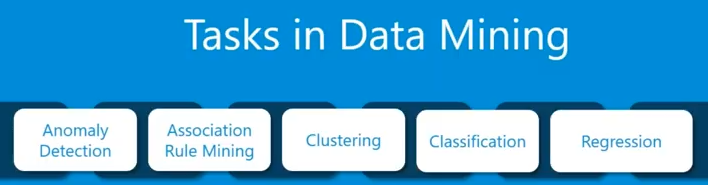 Tasks in Data Mining
Anomaly
Detection
Association
Rule Mining
Clustering
Classification
Regression